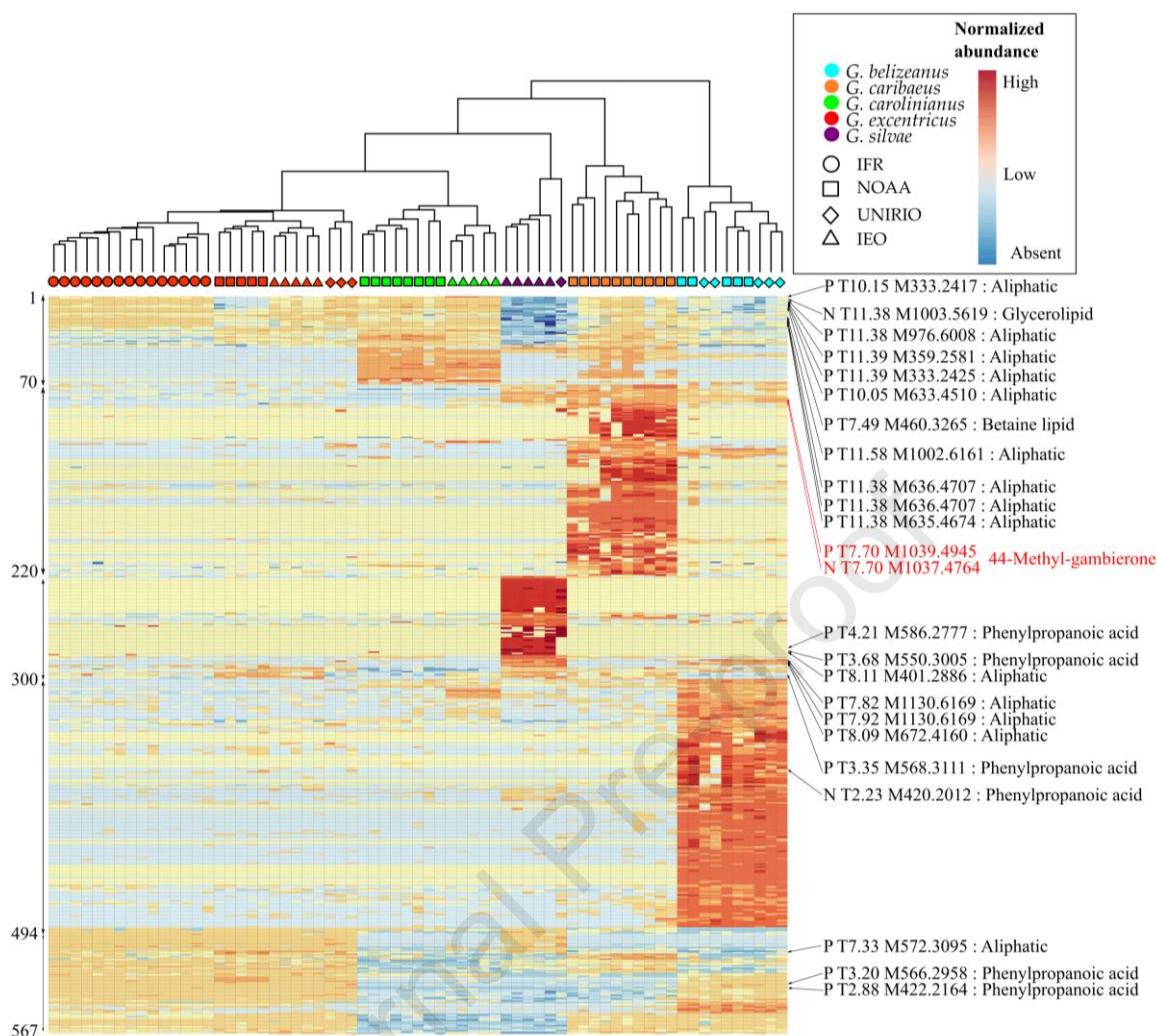 Normalized
abundance
G. belizeanus
G. caribaeus
G. carolinianus
G. excentricus
G. silvae
IFR
NOAA
UNIRIO
IEO
High
Low
Absent
1
70
220
300
494
567
P T10.15 M333.2417 : Aliphatic
N T11.38 M1003.5619 : Glycerolipid
P T11.38 M976.6008 : Aliphatic
P T11.39 M359.2581 : Aliphatic
P T11.39 M333.2425 : Aliphatic
P T10.05 M633.4510 : Aliphatic
P T7.49 M460.3265 : Betaine lipid
P T11.58 M1002.6161 : Aliphatic
P T11.38 M636.4707 : Aliphatic
P T11.38 M636.4707 : Aliphatic
P T11.38 M635.4674 : Aliphatic
P T7.70 M1039.4945
N T7.70 M1037.4764
44-Methyl-gambierone
P T4.21 M586.2777 : Phenylpropanoic acid
P T3.68 M550.3005 : Phenylpropanoic acid
P T8.11 M401.2886 : Aliphatic
P T7.82 M1130.6169 : Aliphatic
P T7.92 M1130.6169 : Aliphatic
P T8.09 M672.4160 : Aliphatic
P T3.35 M568.3111 : Phenylpropanoic acid
N T2.23 M420.2012 : Phenylpropanoic acid
P T7.33 M572.3095 : Aliphatic
P T3.20 M566.2958 : Phenylpropanoic acid
P T2.88 M422.2164 : Phenylpropanoic acid
rnal Pre-proof